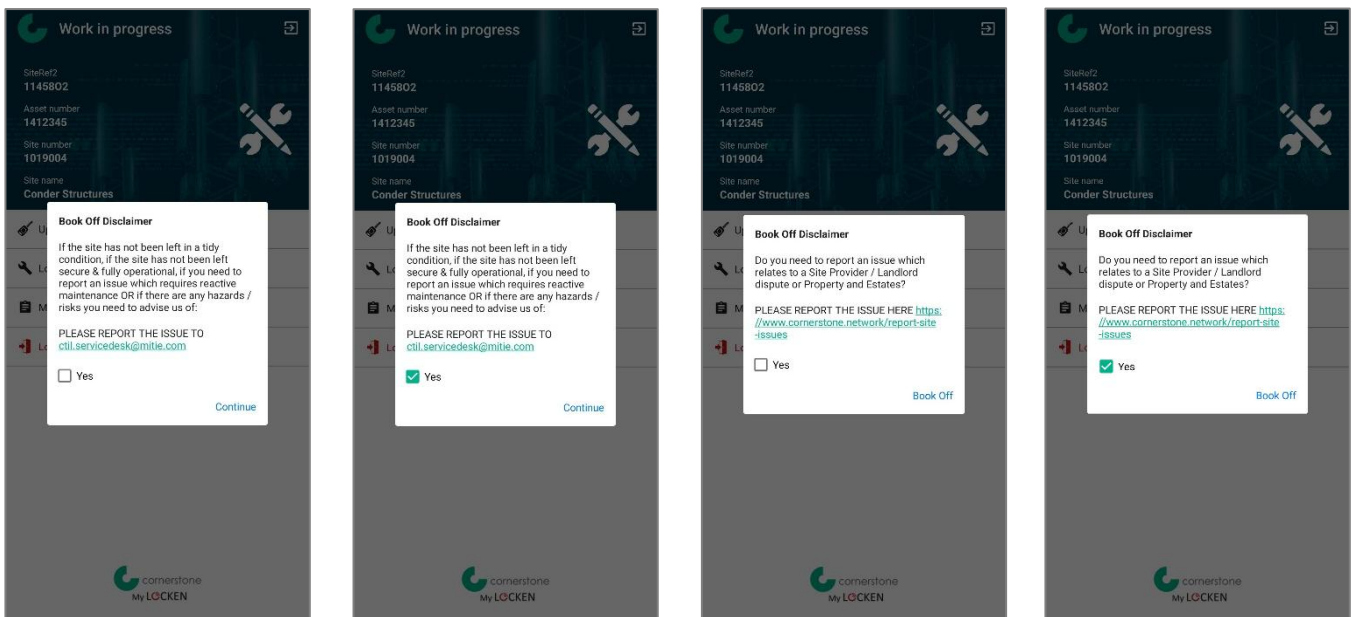 Work in progress
SiteRef2
11458O2
Asset number
1412345
Site number
1019004
Site name
Conder Structures
U
Book Off Disclaimer
If the site has not been left in a tidy
condition, if the site has not been left
secure & fully operational, if you need to
report an issue which requires reactive
maintenance OR if there are any hazards /
risks you need to advise us of:
PLEASE REPORT THE ISSUE TO
ctil.servicedesk@mitie.com
Yes
Continue
Lo
M
Lo
cornerstone
My LOCKEN
Work in progress
SiteRef2
11458O2
Asset number
1412345
Site number
1019004
Site name
Conder Structures
U
Book Off Disclaimer
If the site has not been left in a tidy
condition, if the site has not been left
secure & fully operational, if you need to
report an issue which requires reactive
maintenance OR if there are any hazards /
risks you need to advise us of:
PLEASE REPORT THE ISSUE TO
ctil.servicedesk@mitie.com
Yes
Continue
Lo
M
Lo
cornerstone
My LOCKEN
Work in progress
SiteRef2
11458O2
Asset number
1412345
Site number
1019004
Site name
Conder Structures
U
Book Off Disclaimer
Do you need to report an issue which
relates to a Site Provider / Landlord
dispute or Property and Estates?
PLEASE REPORT THE ISSUE HERE https:
//www.cornerstone.network/report-site
-issues
Yes
Book Off
Lo
M
Lo
cornerstone
My LOCKEN
Work in progress
SiteRef2
11458O2
Asset number
1412345
Site number
1019004
Site name
Conder Structures
U
Book Off Disclaimer
Do you need to report an issue which
relates to a Site Provider / Landlord
dispute or Property and Estates?
PLEASE REPORT THE ISSUE HERE https:
//www.cornerstone.network/report-site
-issues
Yes
Book Off
Lo
M
Lo
cornerstone
My LOCKEN